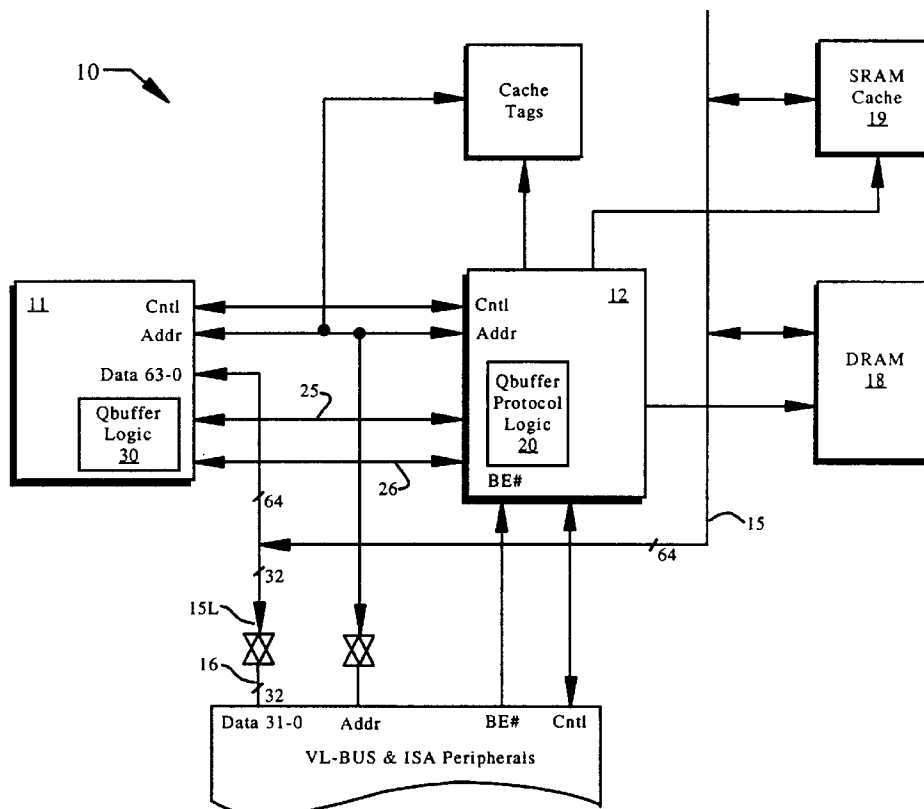 10
Cache
Tags
SRAM
Cache
19
11
Cntl
Addr
Data 63-0
Qbuffer
Logic
30
25
26
12
Cntl
Addr
Qbuffer
Protocol
Logic
20
BE#
DRAM
18
64
15
64
32
15L
16
32
Data 31-0
Addr
BE#
Cntl
VL-BUS & ISA Peripherals